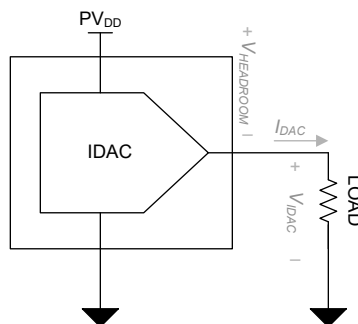 PVDD
+ VHEADROOM –
IDAC
IDAC
+ VIDAC –
LOAD